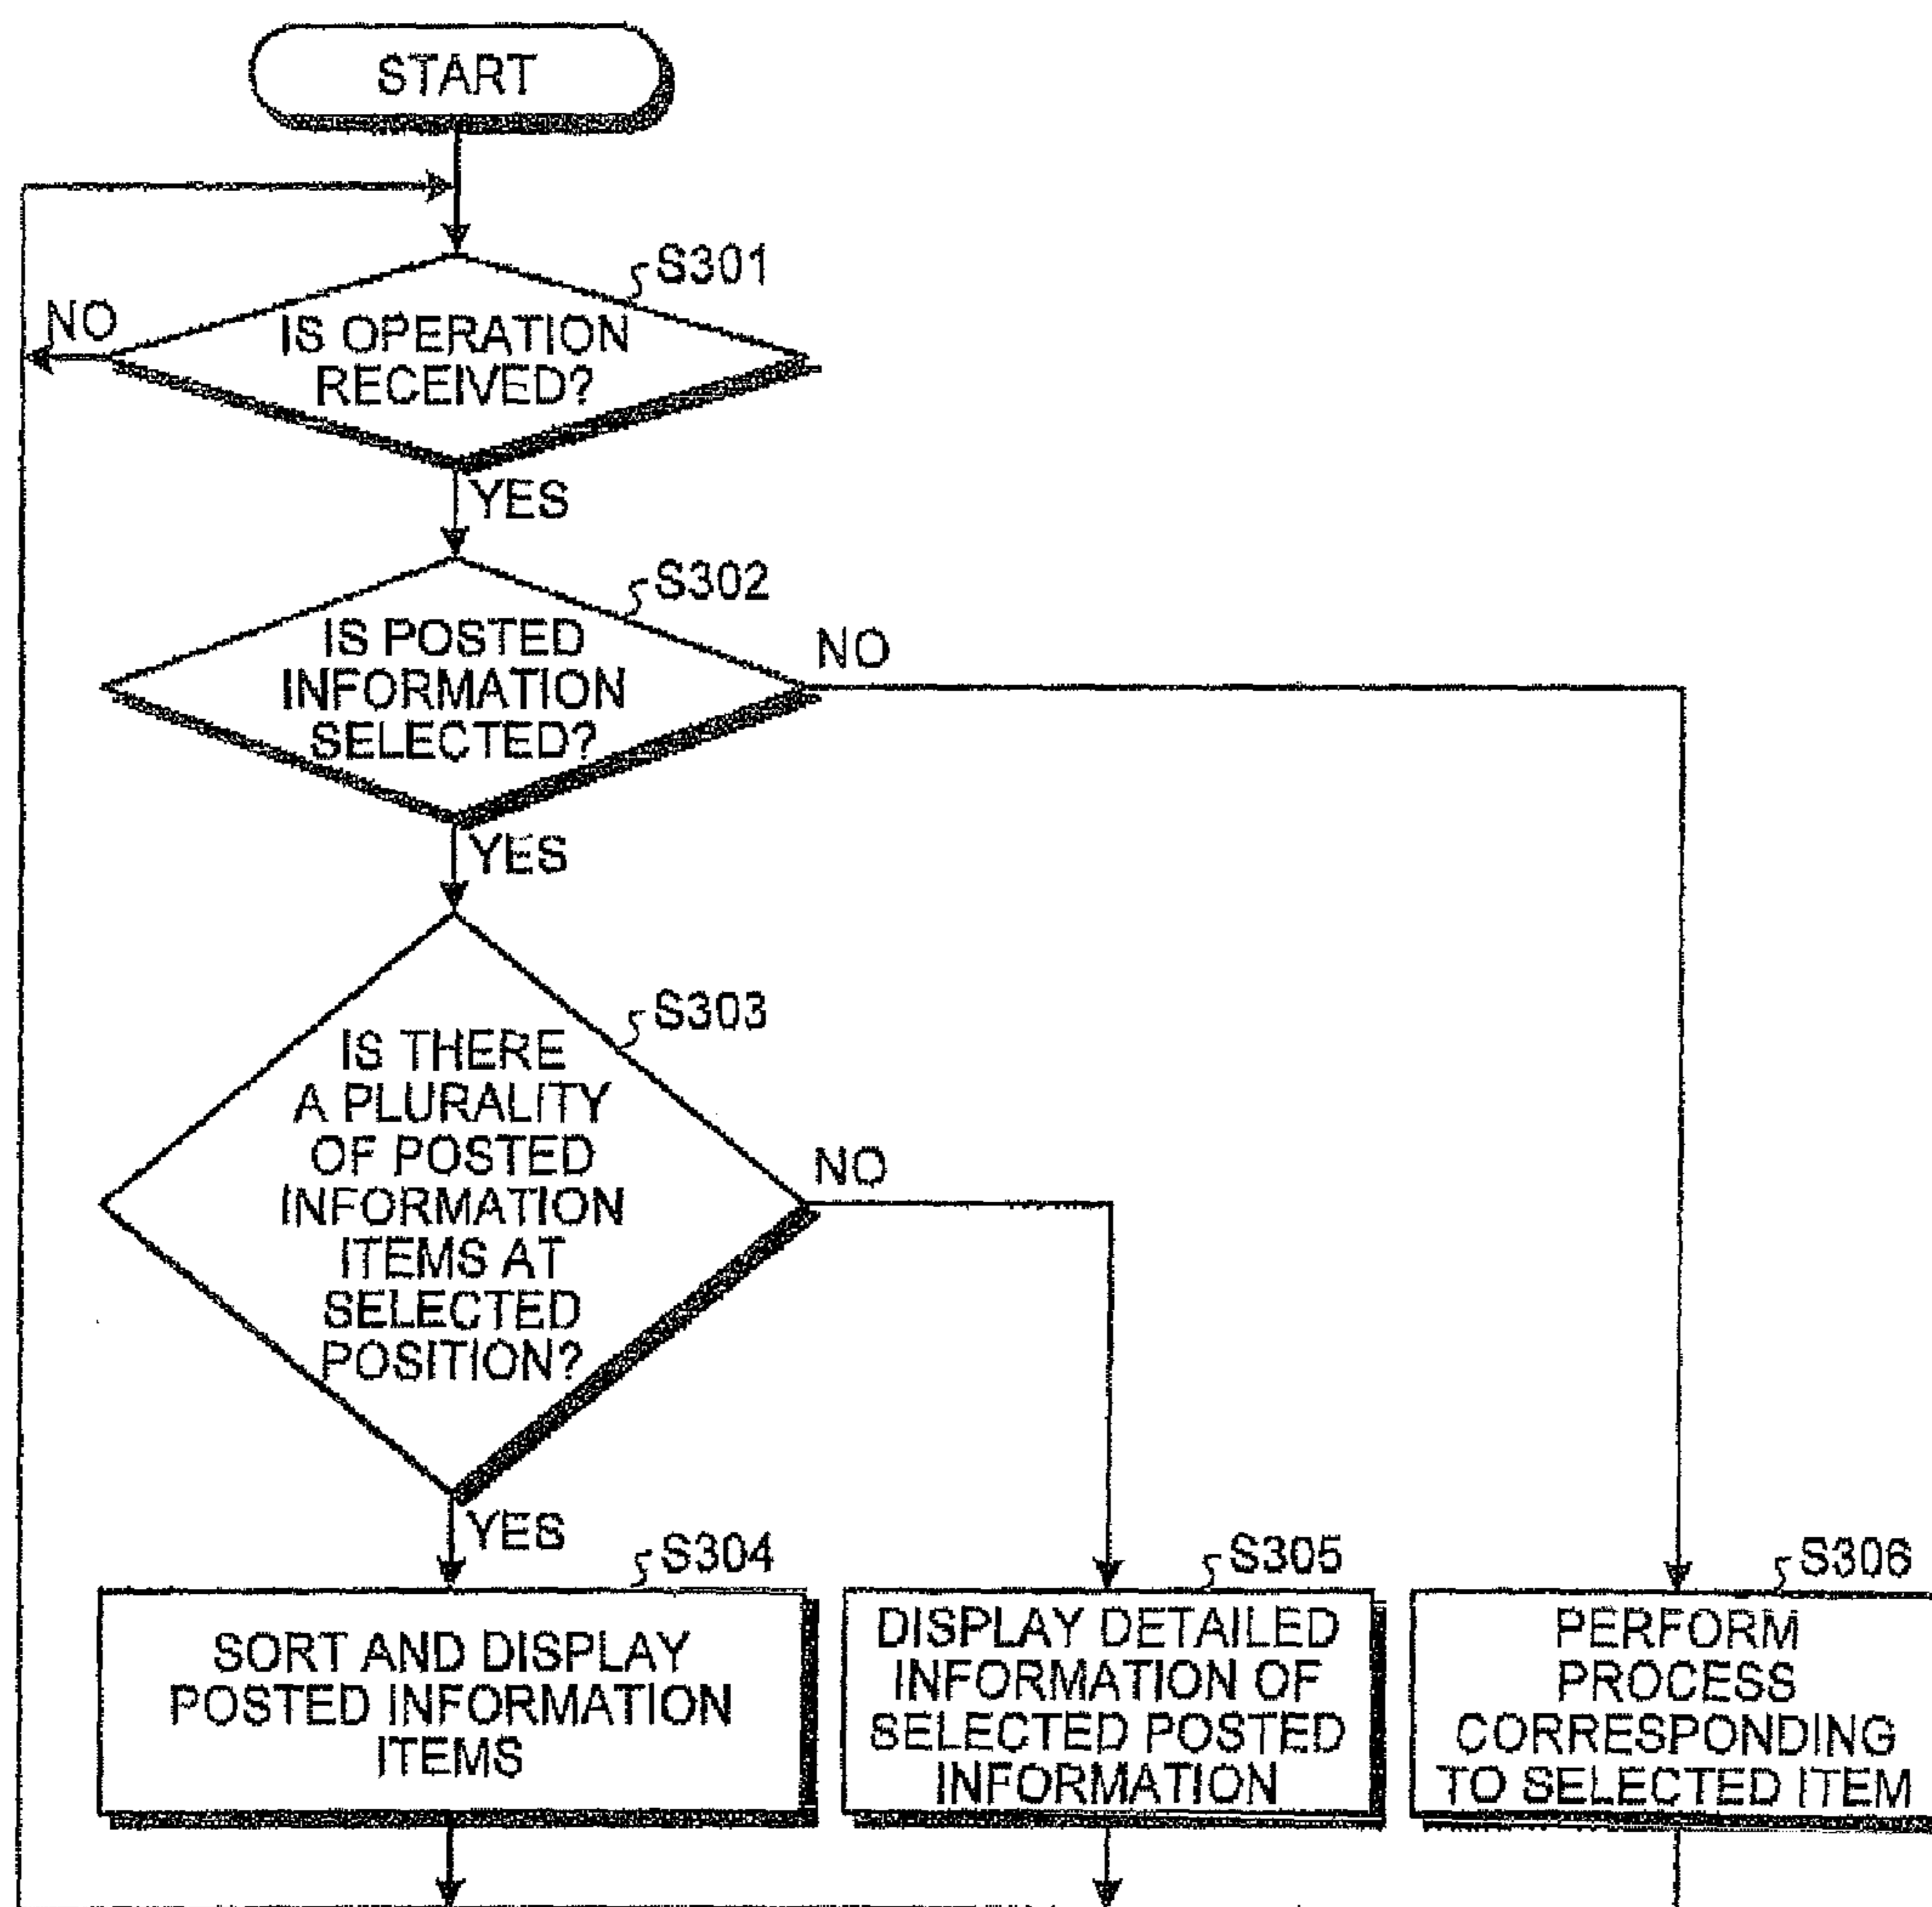 START
S301
NO
IS OPERATION
RECEIVED?
YES
S302
IS POSTED
INFORMATION
SELECTED?
NO
YES
S303
IS THERE
A PLURALITY
OF POSTED
INFORMATION
ITEMS AT
SELECTED
POSITION?
NO
YES
S304
SORT AND DISPLAY
POSTED INFORMATION
ITEMS
S305
DISPLAY DETAILED
INFORMATION OF
SELECTED POSTED
INFORMATION
S306
PERFORM
PROCESS
CORRESPONDING
TO SELECTED ITEM